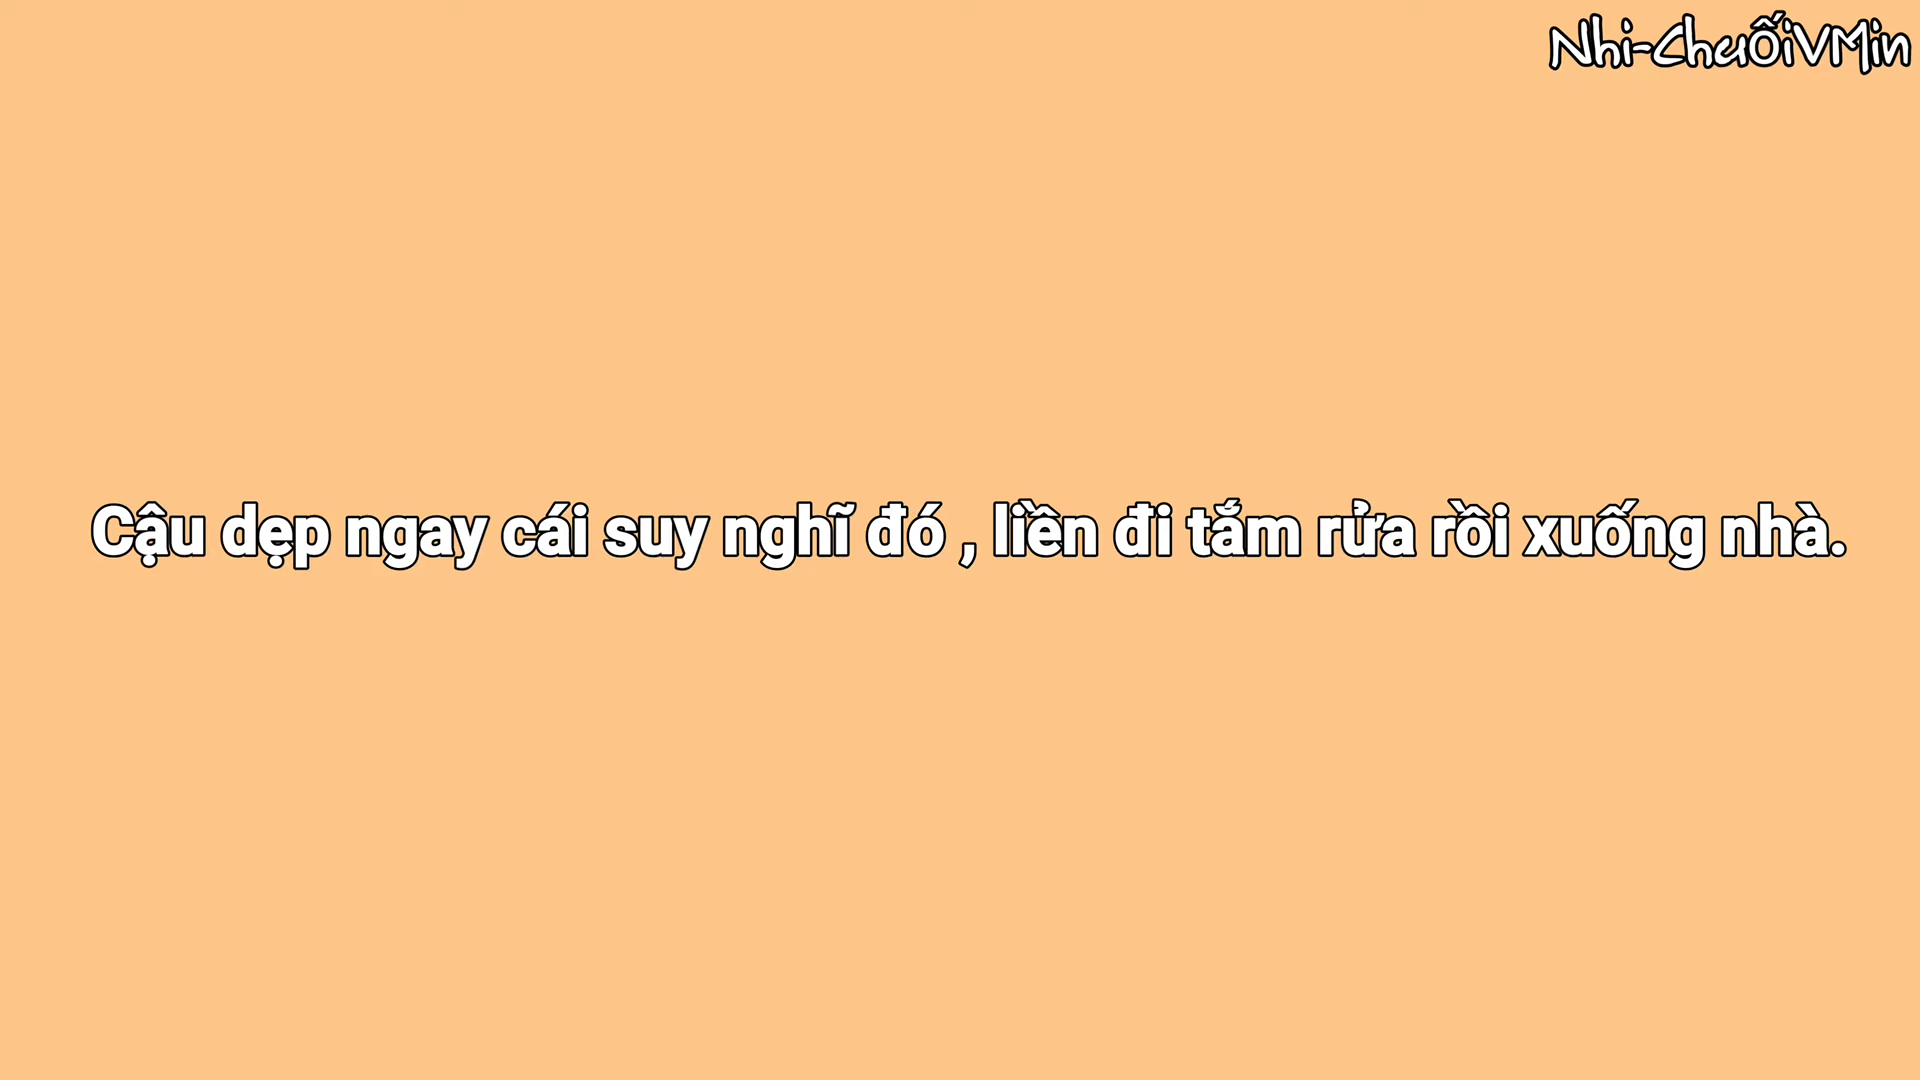 Nhi-ChuỐiVMin
Cậu dẹp ngay cái suy nghĩ đó , liền đi tắm rửa rồi xuống nhà.